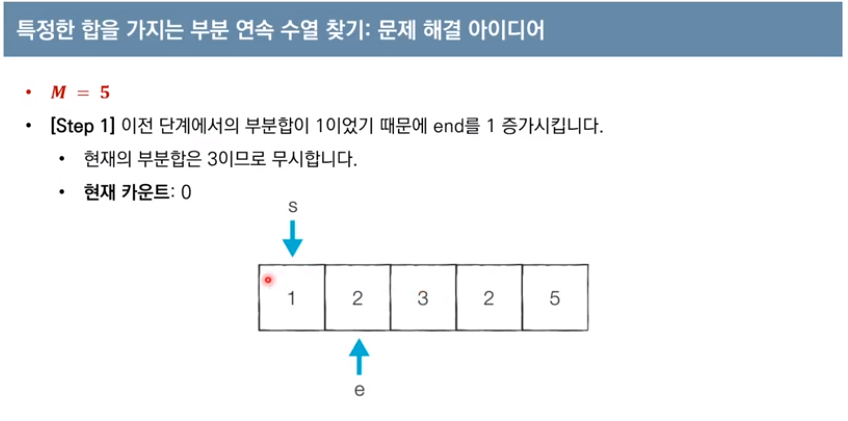 특정한 합을 가지는 부분 연속 수열 찾기: 문제 해결 아이디어
• M = 5
• [Step 1] 이전 단계에서의 부분합이 1이었기 때문에 end를 1 증가시킵니다.
• 현재의 부분합은 3이므로 무시합니다.
• 현재 카운트: 0
s
1 2 3 2 5
e